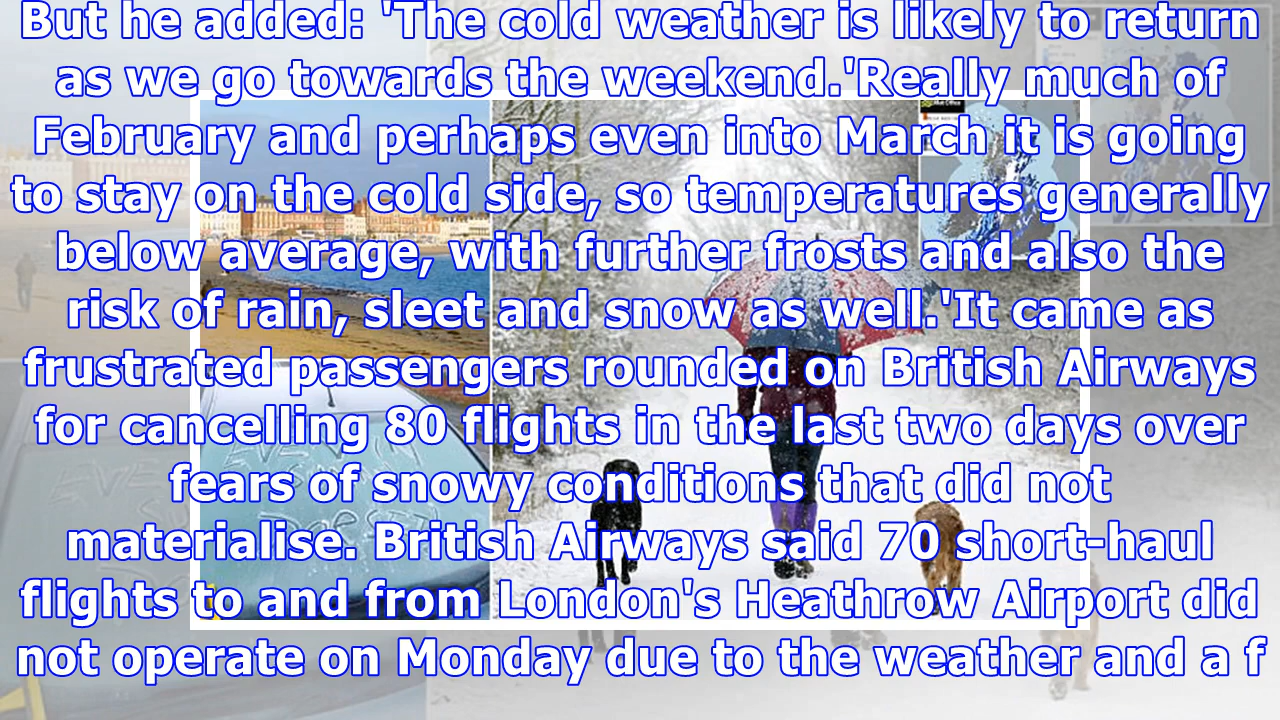 But he added: 'The cold weather is likely to return
as we go towards the weekend.'Really much of
February and perhaps even into March it is going
to stay on the cold side, so temperatures generally
below average, with further frosts and also the
risk of rain, sleet and snow as well.'It came as
frustrated passengers rounded on British Airways
for cancelling 80 flights in the last two days over
fears of snowy conditions that did not
materialise. British Airways said 70 short-haul
flights to and from London's Heathrow Airport did
not operate on Monday due to the weather and a f